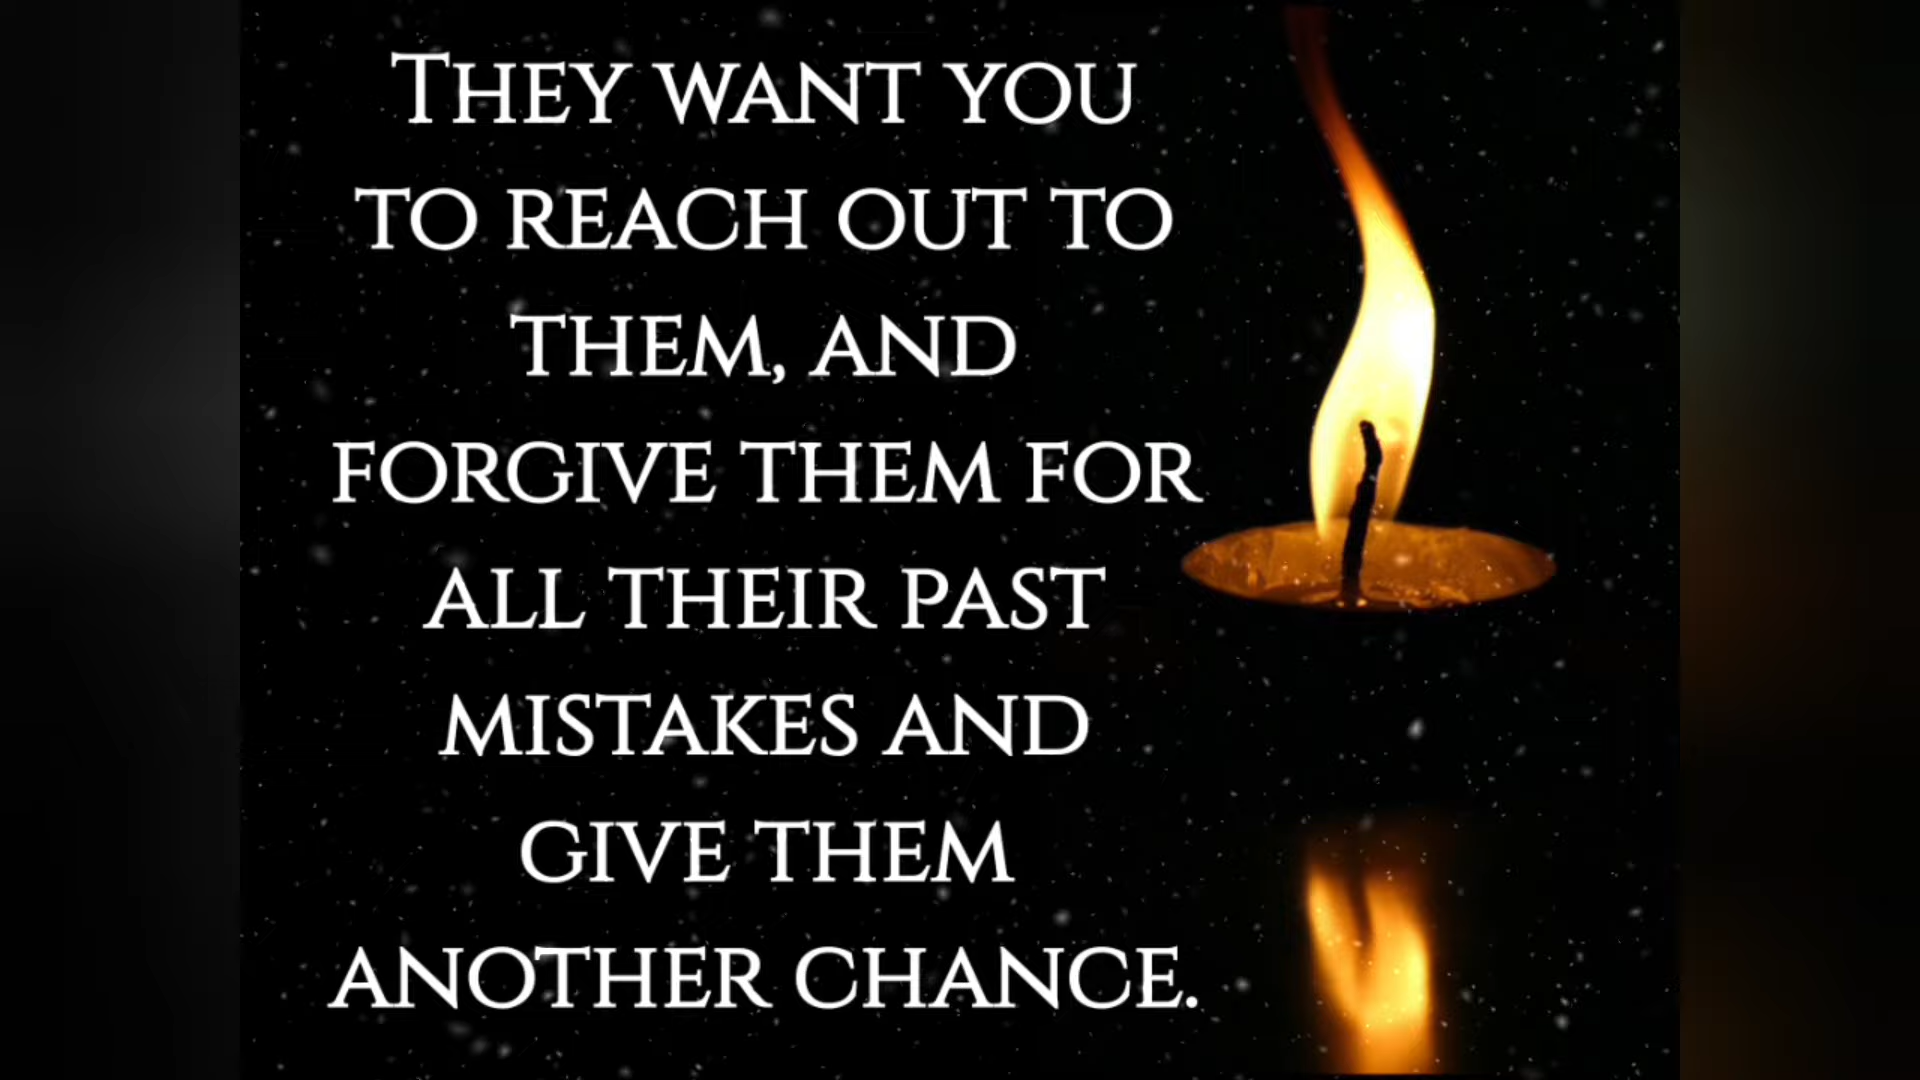 They want you
to reach out to
them, and
forgive them for
all their past
mistakes and
give them
another chance.